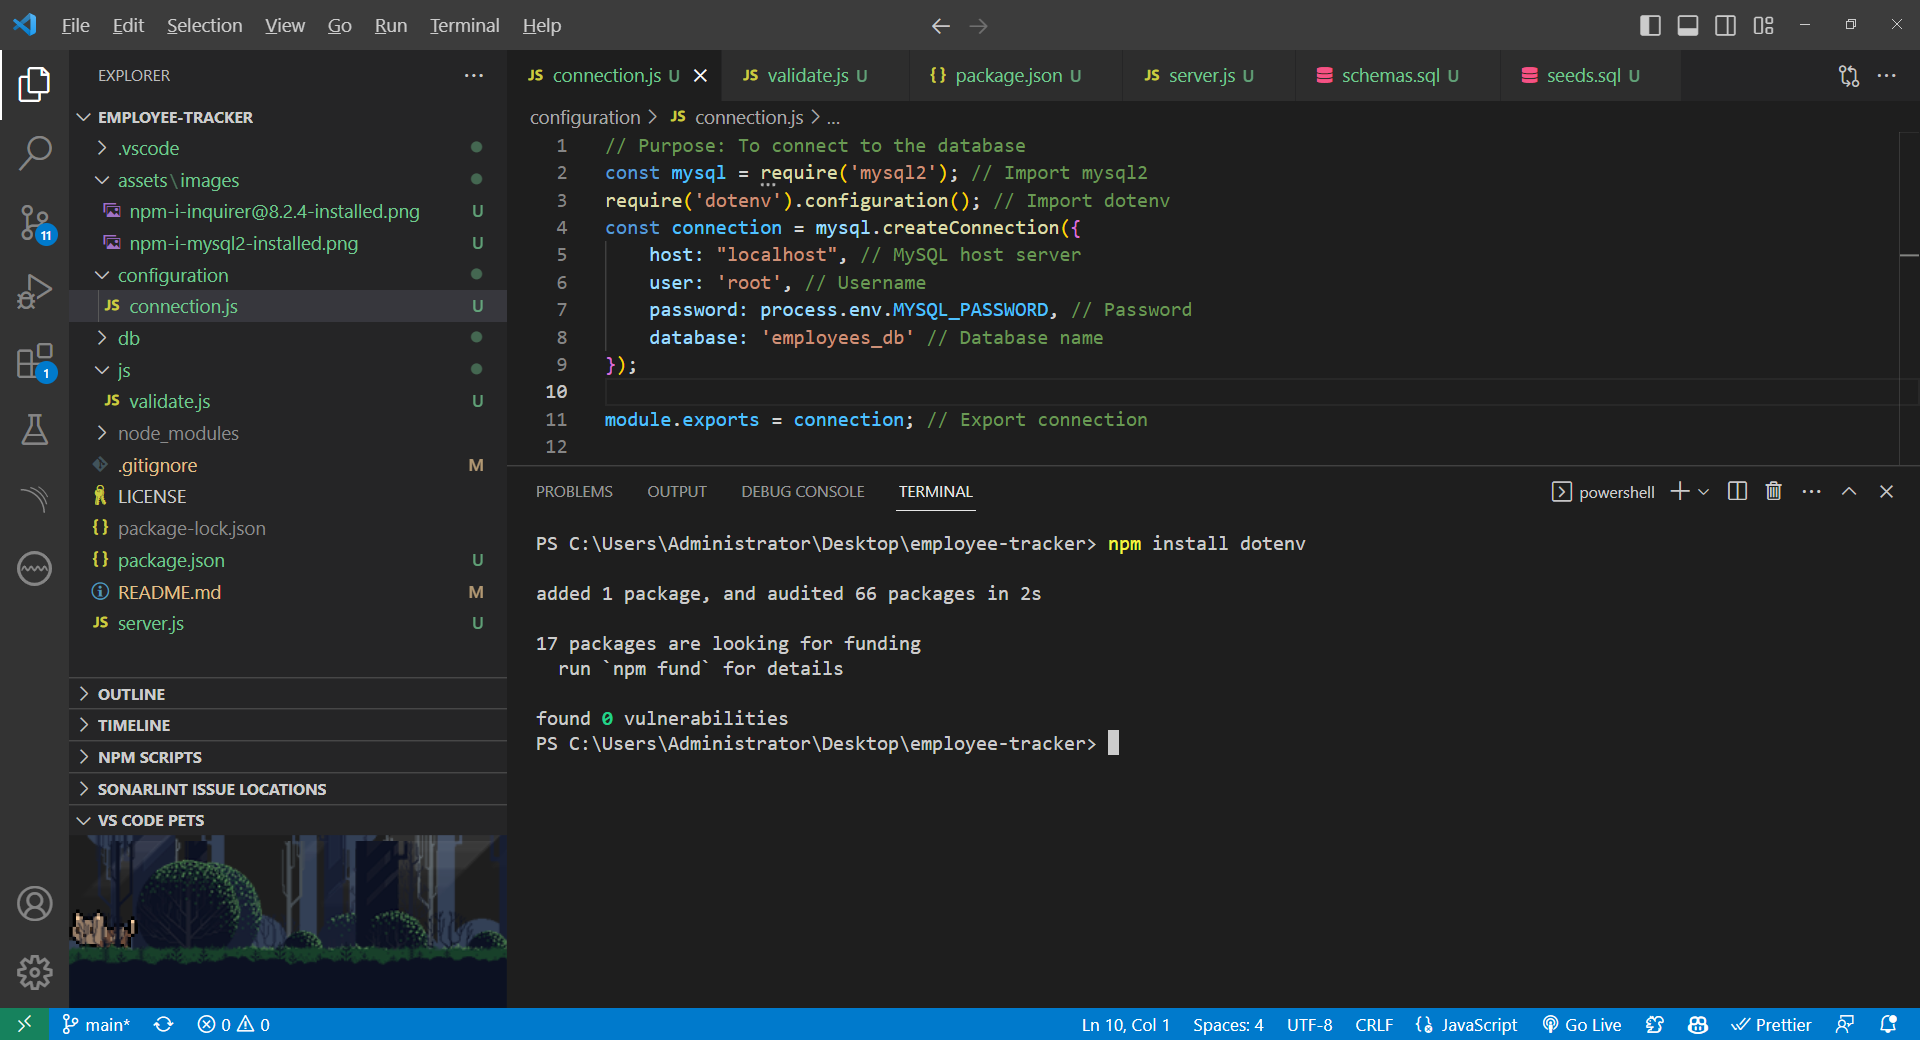 File Edit Selection View Go Run Terminal Help
EXPLORER
EMPLOYEE-TRACKER
.vscode
assets\images
npm-i-inquirer@8.2.4-installed.png U
npm-i-mysql2-installed.png U
configuration
JS connection.js U
db
js
JS validate.js U
node_modules
.gitignore M
LICENSE
{} package-lock.json
{} package.json U
README.md M
JS server.js U
OUTLINE
TIMELINE
NPM SCRIPTS
SONARLINT ISSUE LOCATIONS
VS CODE PETS
11
1
JS connection.js U JS validate.js U {} package.json U JS server.js U schemas.sql U seeds.sql U
configuration > JS connection.js > ...
1 // Purpose: To connect to the database
2 const mysql = require('mysql2'); // Import mysql2
3 require('dotenv').configuration(); // Import dotenv
4 const connection = mysql.createConnection({
5 host: "localhost", // MySQL host server
6 user: 'root', // Username
7 password: process.env.MYSQL_PASSWORD, // Password
8 database: 'employees_db' // Database name
9 });
10
11 module.exports = connection; // Export connection
12
PROBLEMS OUTPUT DEBUG CONSOLE TERMINAL powershell
PS C:\Users\Administrator\Desktop\employee-tracker> npm install dotenv
added 1 package, and audited 66 packages in 2s
17 packages are looking for funding
run `npm fund` for details
found 0 vulnerabilities
PS C:\Users\Administrator\Desktop\employee-tracker>
main* 0 0 Ln 10, Col 1 Spaces: 4 UTF-8 CRLF JavaScript Go Live Prettier